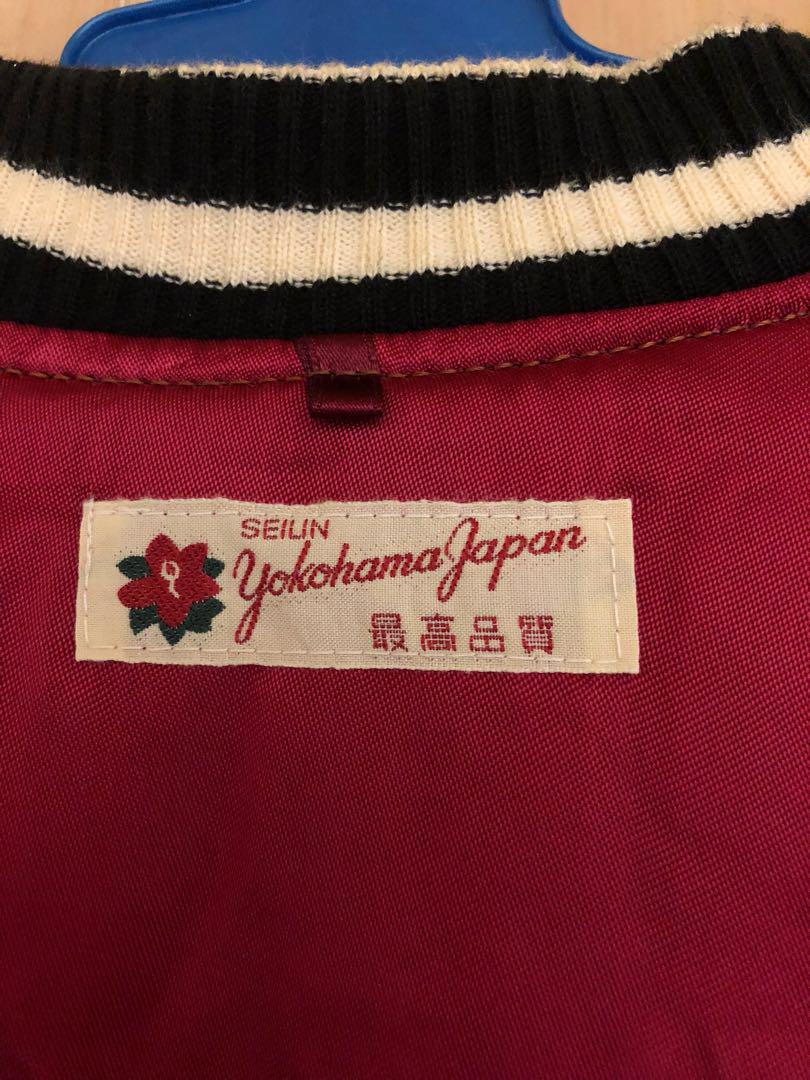 SEILIN
Yokohama Japan
最高品質